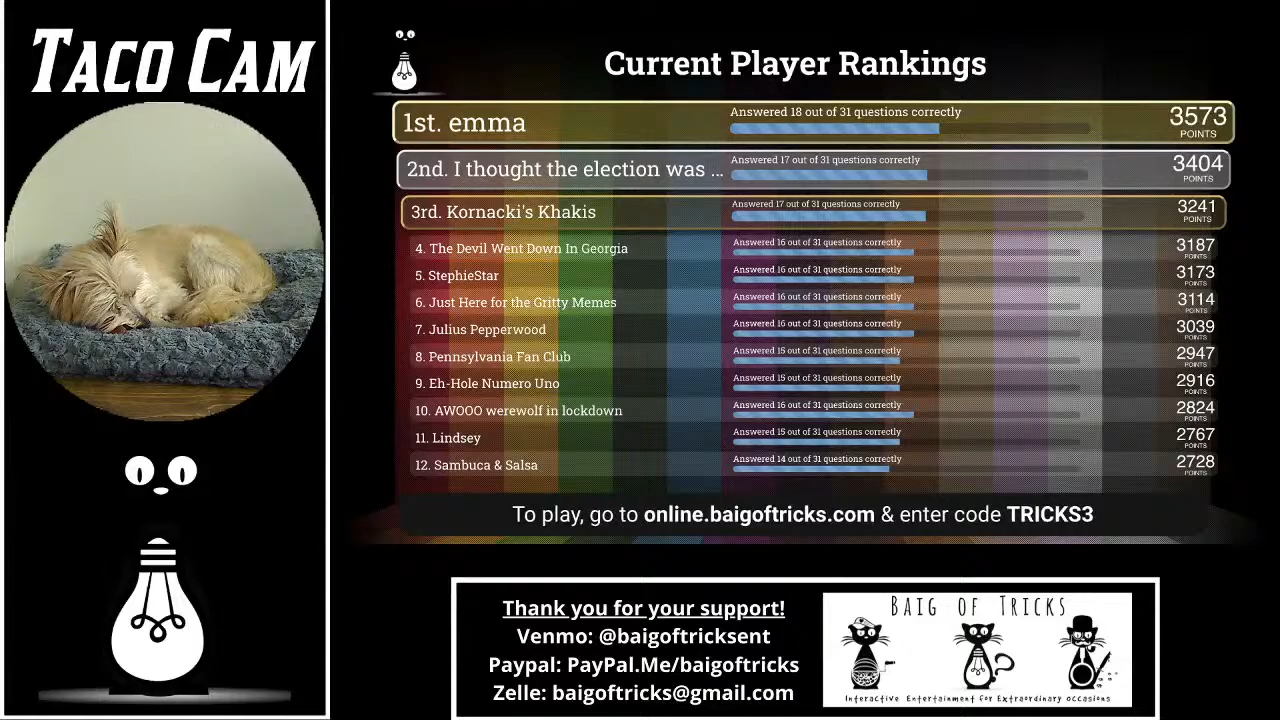 TACO CAM
Current Player Rankings
1st. emma
Answered 18 out of 31 questions correctly
3573
POINTS
2nd. I thought the election was ...
Answered 17 out of 31 questions correctly
3404
POINTS
3rd. Kornacki's Khakis
Answered 17 out of 31 questions correctly
3241
POINTS
4. The Devil Went Down In Georgia
Answered 16 out of 31 questions correctly
3187
POINTS
5. StephieStar
Answered 16 out of 31 questions correctly
3173
POINTS
6. Just Here for the Gritty Memes
Answered 16 out of 31 questions correctly
3114
POINTS
7. Julius Pepperwood
Answered 16 out of 31 questions correctly
3039
POINTS
8. Pennsylvania Fan Club
Answered 15 out of 31 questions correctly
2947
POINTS
9. Eh-Hole Numero Uno
Answered 15 out of 31 questions correctly
2916
POINTS
10. AWOOO werewolf in lockdown
Answered 16 out of 31 questions correctly
2824
POINTS
11. Lindsey
Answered 15 out of 31 questions correctly
2767
POINTS
12. Sambuca & Salsa
Answered 14 out of 31 questions correctly
2728
POINTS
To play, go to online.baigoftricks.com & enter code TRICKS3
Thank you for your support!
Venmo: @baigoftricksent
Paypal: PayPal.Me/baigoftricks
Zelle: baigoftricks@gmail.com
BAIG OF TRICKS
Interactive Entertainment for Extraordinary Occasions